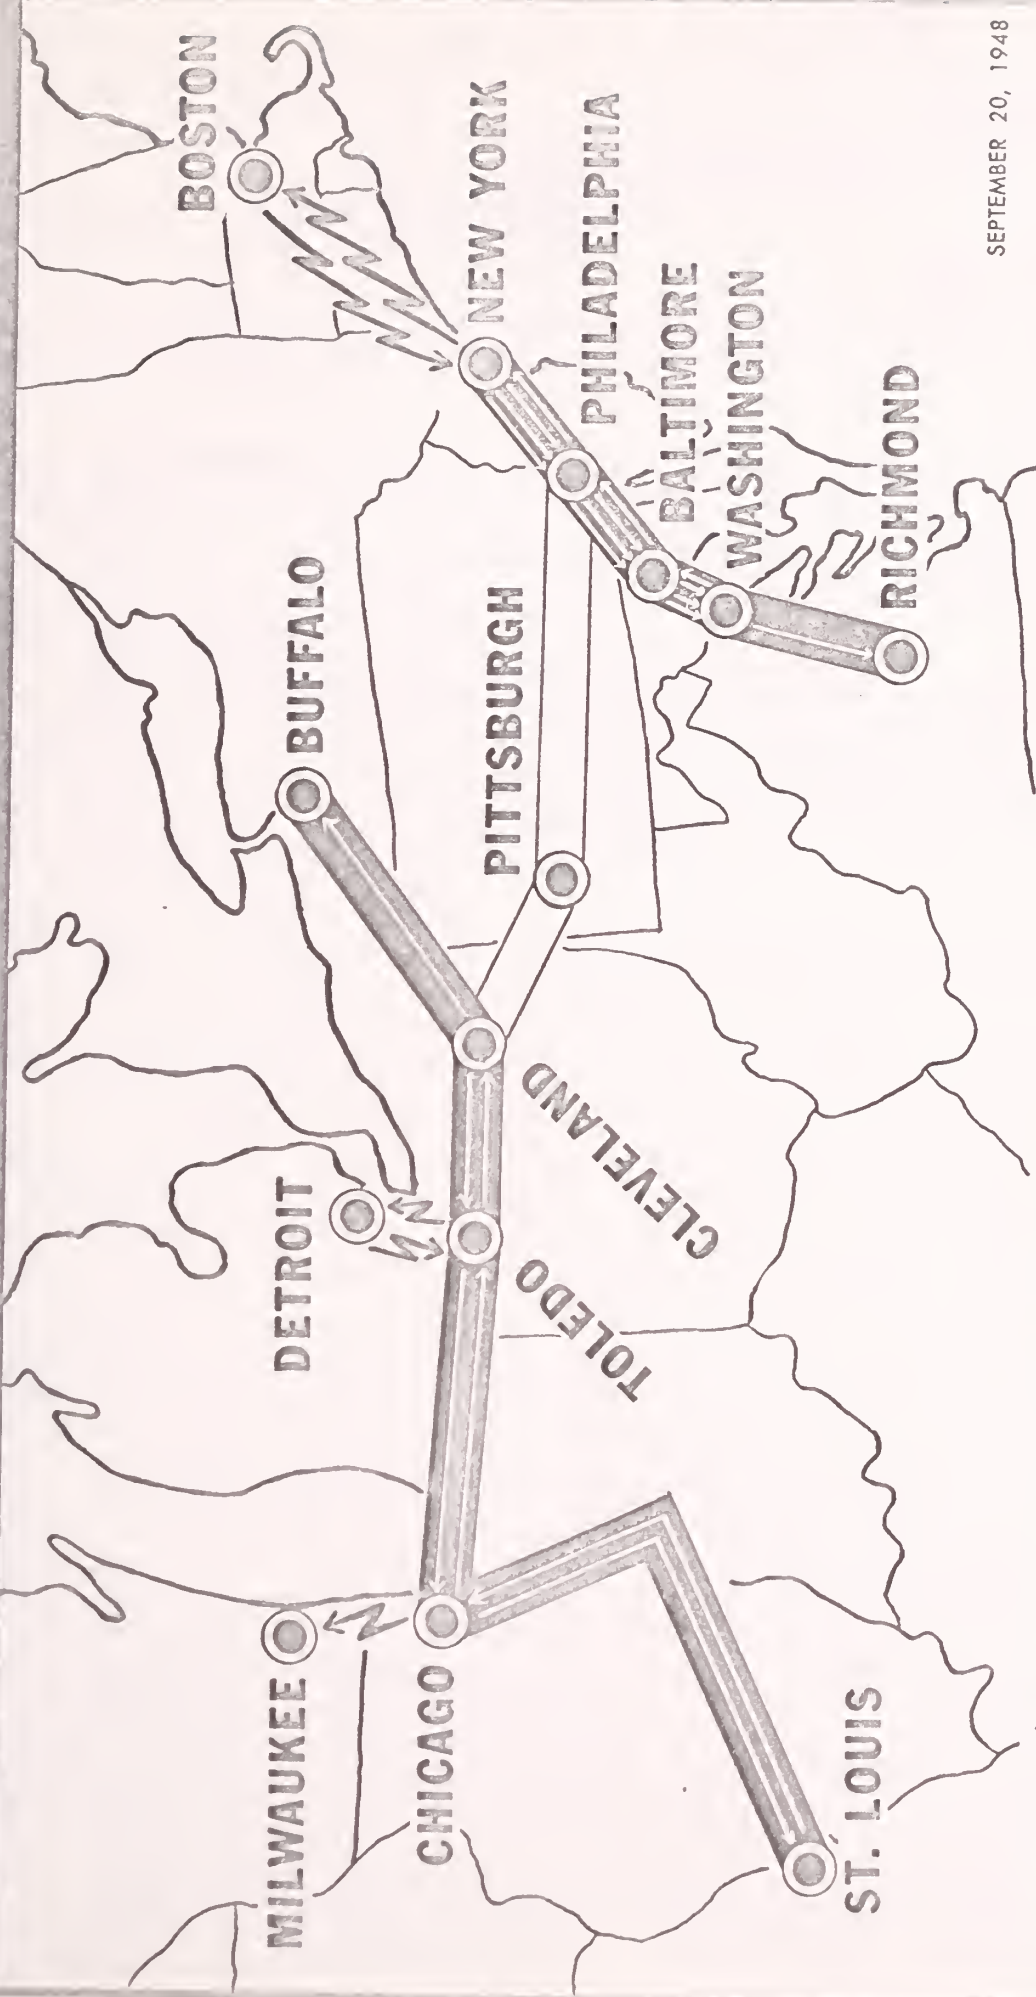 BOSTON
NEW YORK
PHILADELPHIA
BALTIMORE
WASHINGTON
RICHMOND
BUFFALO
PITTSBURGH
CLEVELAND
DETROIT
TOLEDO
MILWAUKEE
CHICAGO
ST. LOUIS
SEPTEMBER 20, 1948